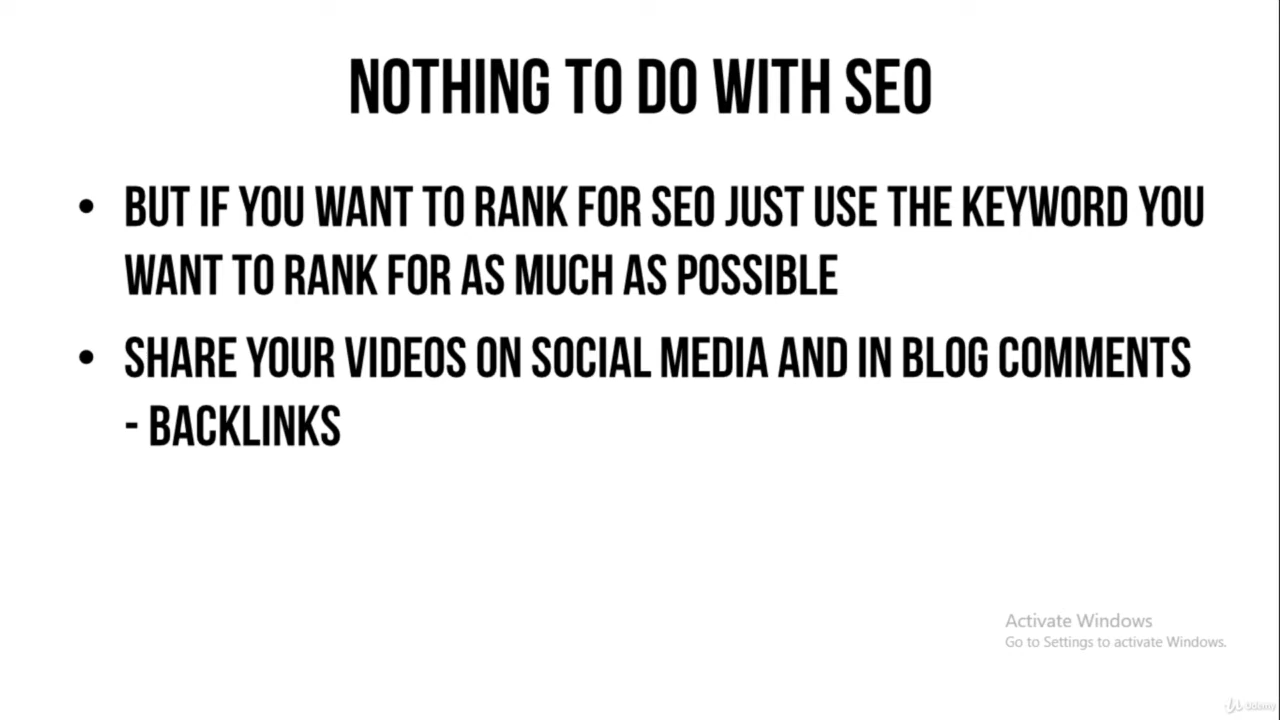 NOTHING TO DO WITH SEO
• BUT IF YOU WANT TO RANK FOR SEO JUST USE THE KEYWORD YOU
WANT TO RANK FOR AS MUCH AS POSSIBLE
• SHARE YOUR VIDEOS ON SOCIAL MEDIA AND IN BLOG COMMENTS
- BACKLINKS
Activate Windows
Go to Settings to activate Windows.
Udemy